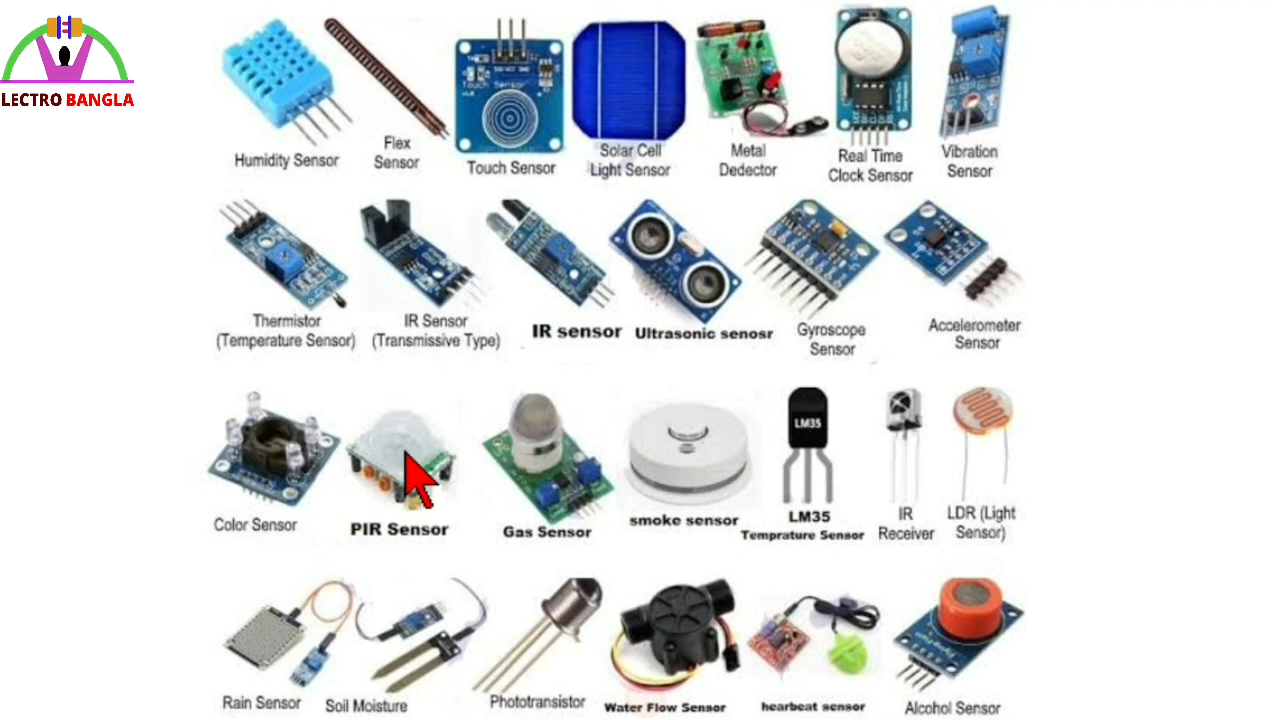 LECTRO BANGLA
Humidity Sensor
Flex
Sensor
Touch Sensor
Touch Sensor
Solar Cell
Light Sensor
Metal
Dedector
Real Time
Clock Sensor
Vibration
Sensor
Thermistor
(Temperature Sensor)
IR Sensor
(Transmissive Type)
IR sensor
Ultrasonic senosr
Gyroscope
Sensor
Accelerometer
Sensor
Color Sensor
PIR Sensor
Gas Sensor
smoke sensor
LM35
LM35
Temprature Sensor
IR
Receiver
LDR (Light
Sensor)
Rain Sensor
Soil Moisture
Phototransistor
Water Flow Sensor
hearbeat sensor
Alcohol Sensor